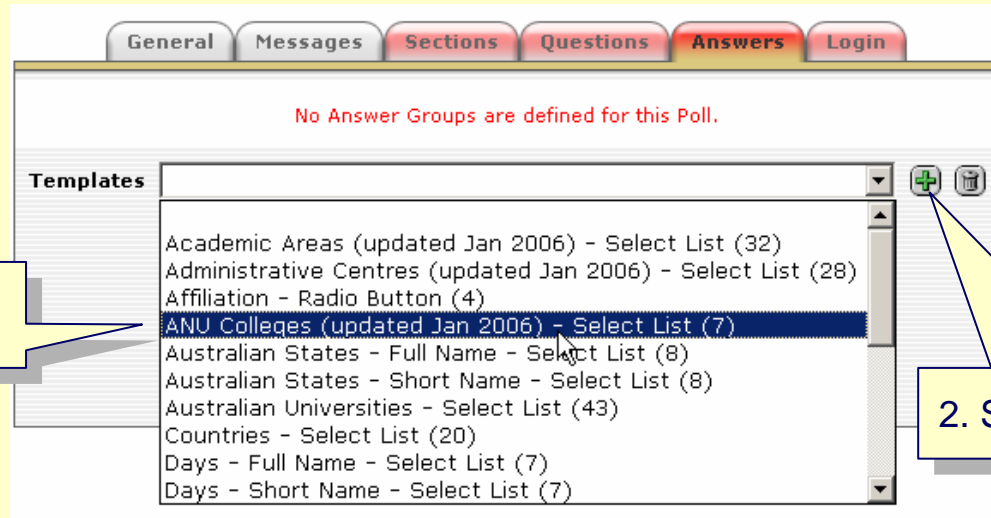 General Messages Sections Questions Answers Login
No Answer Groups are defined for this Poll.
Templates
Academic Areas (updated Jan 2006) - Select List (32)
Administrative Centres (updated Jan 2006) - Select List (28)
Affiliation - Radio Button (4)
ANU Colleges (updated Jan 2006) - Select List (7)
Australian States - Full Name - Select List (8)
Australian States - Short Name - Select List (8)
Australian Universities - Select List (43)
Countries - Select List (20)
Days - Full Name - Select List (7)
Days - Short Name - Select List (7)
2. S